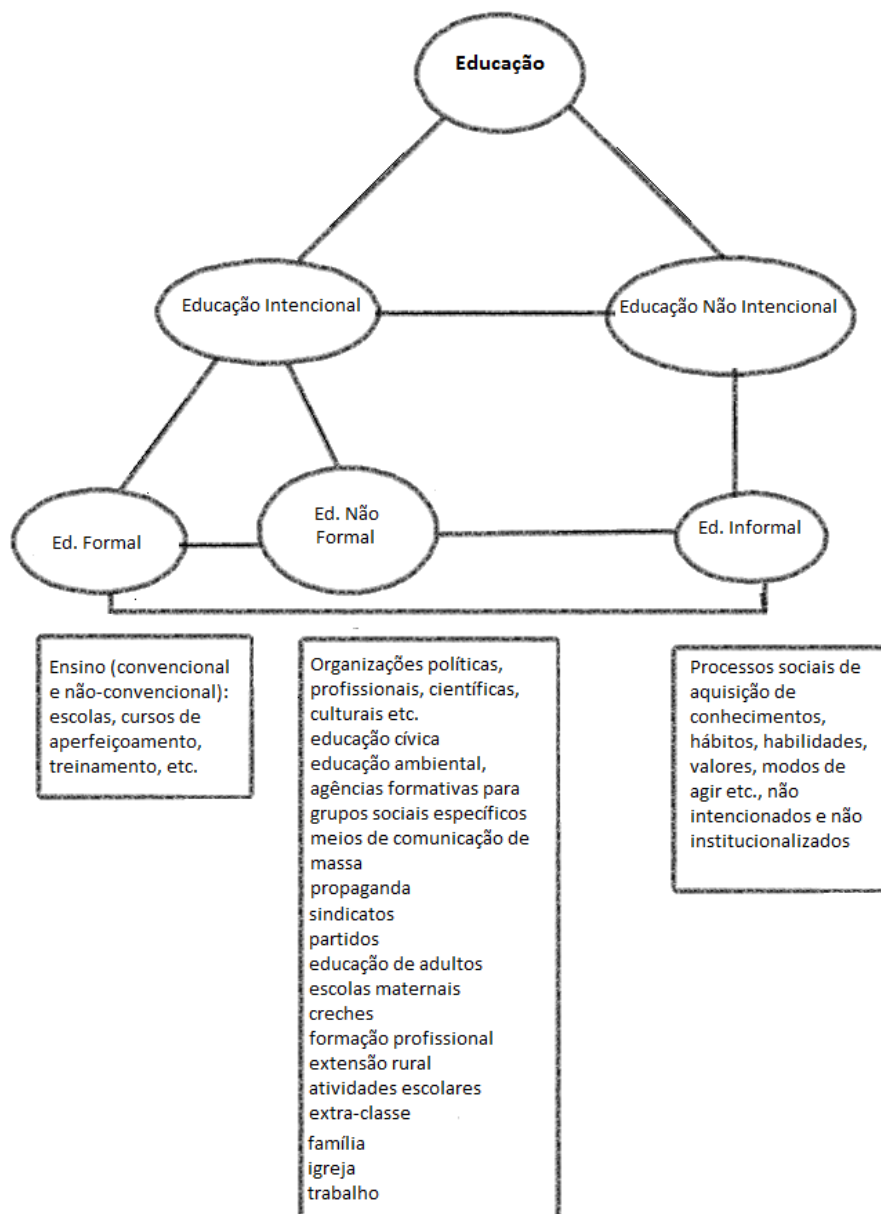 Educação
Educação Intencional
Educação Não Intencional
Ed. Formal
Ed. Não
Formal
Ed. Informal
Ensino (convencional
e não-convencional):
escolas, cursos de
aperfeiçoamento,
treinamento, etc.
Organizações políticas,
profissionais, científicas,
culturais etc.
educação cívica
educação ambiental,
agências formativas para
grupos sociais específicos
meios de comunicação de
massa
propaganda
sindicatos
partidos
educação de adultos
escolas maternais
creches
formação profissional
extensão rural
atividades escolares
extra-classe
família
igreja
trabalho
Processos sociais de
aquisição de
conhecimentos,
hábitos, habilidades,
valores, modos de
agir etc., não
intencionados e não
institucionalizados